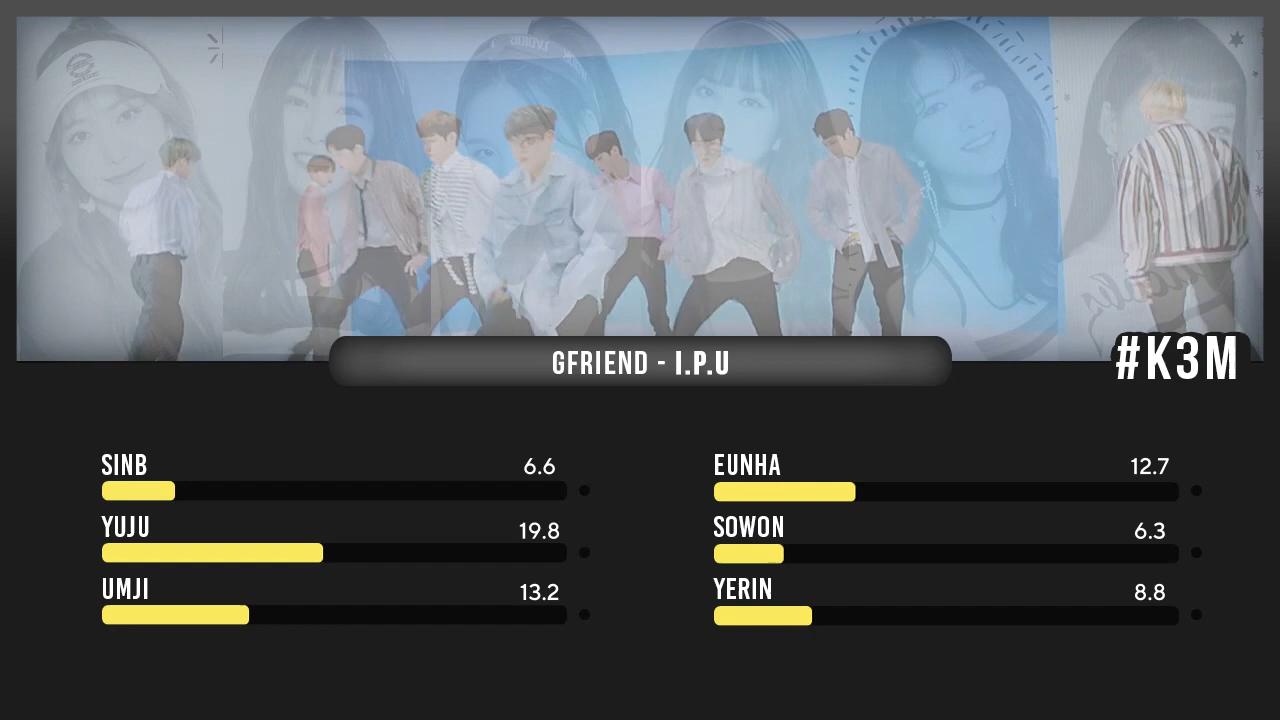 GFRIEND - I.P.U
#K3M
SINB 6.6
YUJU 19.8
UMJI 13.2
EUNHA 12.7
SOWON 6.3
YERIN 8.8